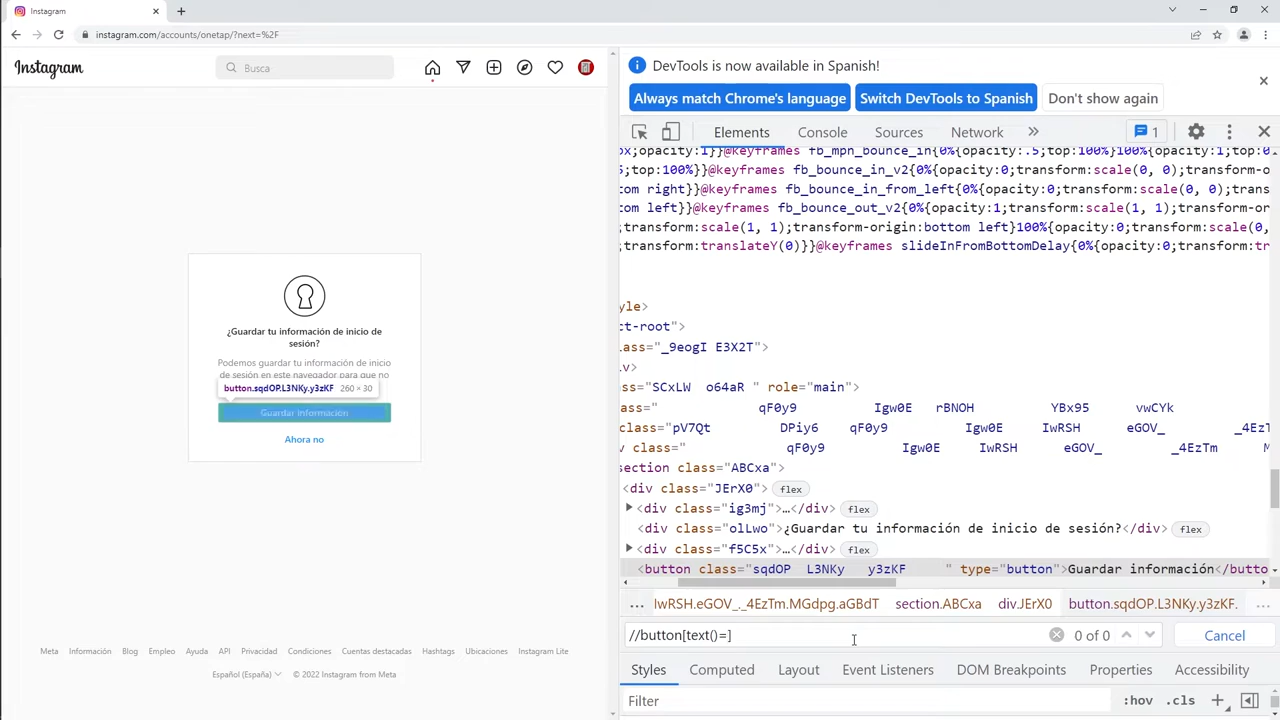 Instagram
instagram.com/accounts/onetap/?next=%2F
Instagram
Busca
¿Guardar tu información de inicio de
sesión?
Podemos guardar tu información de inicio
de sesión en este navegador para que no
button.sqdOP.L3NKy.y3zKF 260 × 30
Guardar información
Ahora no
Meta Información Blog Empleo Ayuda API Privacidad Condiciones Cuentas destacadas Hashtags Ubicaciones Instagram Lite
Español (España) © 2022 Instagram from Meta
DevTools is now available in Spanish!
Always match Chrome's language Switch DevTools to Spanish Don't show again
Elements Console Sources Network 1
ox;opacity:1}}@keyframes fb_mpn_bounce_in{0%{opacity:.5;top:100%}100%{opacity:1;top:0
5;top:100%}}@keyframes fb_bounce_in_v2{0%{opacity:0;transform:scale(0, 0);transform-o
bottom right}}@keyframes fb_bounce_in_from_left{0%{opacity:0;transform:scale(0, 0);trans
tom left}}@keyframes fb_bounce_out_v2{0%{opacity:1;transform:scale(1, 1);transform-or
transform:scale(1, 1);transform-origin:bottom left}100%{opacity:0;transform:scale(0,
;transform:translateY(0)}}@keyframes slideInFromBottomDelay{0%{opacity:0;transform:tr
yle>
ct-root">
lass="_9eogI E3X2T">
iv>
ass="SCxLW o64aR " role="main">
class=" qF0y9 Igw0E rBNOH YBx95 vwCYk
class="pV7Qt DPiy6 qF0y9 Igw0E IwRSH eGOV_ _4EzT
v class=" qF0y9 Igw0E IwRSH eGOV_ _4EzTm M
section class="ABCxa">
<div class="JErX0"> flex
<div class="ig3mj">…</div> flex
<div class="olLwo">¿Guardar tu información de inicio de sesión?</div> flex
<div class="f5C5x">…</div> flex
<button class="sqdOP L3NKy y3zKF " type="button">Guardar información</button
… IwRSH.eGOV_._4EzTm.MGdpg.aGBdT section.ABCxa div.JErX0 button.sqdOP.L3NKy.y3zKF. …
//button[text()=] 0 of 0 Cancel
Styles Computed Layout Event Listeners DOM Breakpoints Properties Accessibility
Filter :hov .cls